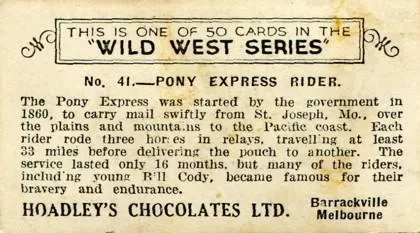 THIS IS ONE OF 50 CARDS IN THE
"WILD WEST SERIES"
No. 41.—PONY EXPRESS RIDER.
The Pony Express was started by the government in
1860, to carry mail swiftly from St. Joseph, Mo., over
the plains and mountains to the Pacific coast. Each
rider rode three horses in relays, travelling at least
33 miles before delivering the pouch to another. The
service lasted only 16 months, but many of the riders,
including young Bill Cody, became famous for their
bravery and endurance.
HOADLEY'S CHOCOLATES LTD. Barrackville
Melbourne